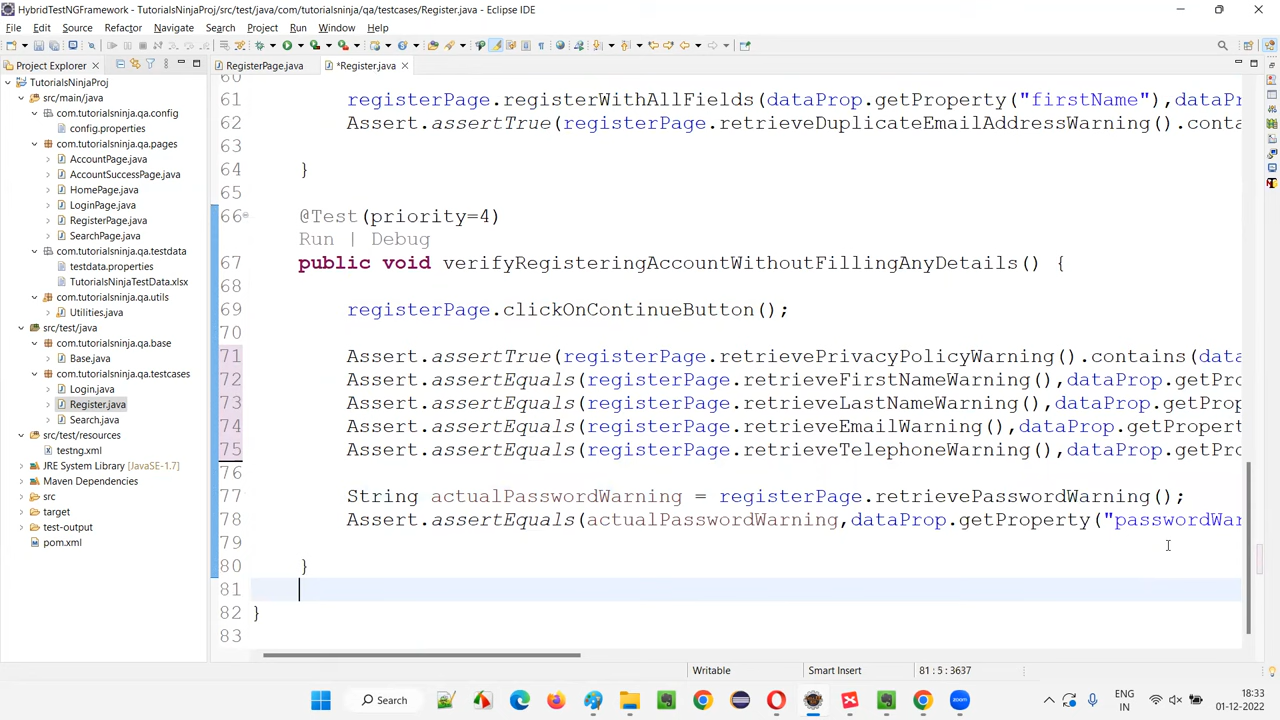 HybridTestNGFramework - TutorialsNinjaProj/src/test/java/com/tutorialsninja/qa/testcases/Register.java - Eclipse IDE
File Edit Source Refactor Navigate Search Project Run Window Help
Project Explorer
RegisterPage.java
*Register.java
TutorialsNinjaProj
src/main/java
com.tutorialsninja.qa.config
config.properties
com.tutorialsninja.qa.pages
AccountPage.java
AccountSuccessPage.java
HomePage.java
LoginPage.java
RegisterPage.java
SearchPage.java
com.tutorialsninja.qa.testdata
testdata.properties
TutorialsNinjaTestData.xlsx
com.tutorialsninja.qa.utils
Utilities.java
src/test/java
com.tutorialsninja.qa.base
Base.java
com.tutorialsninja.qa.testcases
Login.java
Register.java
Search.java
src/test/resources
testng.xml
JRE System Library [JavaSE-1.7]
Maven Dependencies
src
target
test-output
pom.xml
60
61 registerPage.registerWithAllFields(dataProp.getProperty("firstName"),dataPr
62 Assert.assertTrue(registerPage.retrieveDuplicateEmailAddressWarning().conta
63
64 }
65
66 @Test(priority=4)
Run | Debug
67 public void verifyRegisteringAccountWithoutFillingAnyDetails() {
68
69 registerPage.clickOnContinueButton();
70
71 Assert.assertTrue(registerPage.retrievePrivacyPolicyWarning().contains(data
72 Assert.assertEquals(registerPage.retrieveFirstNameWarning(),dataProp.getPro
73 Assert.assertEquals(registerPage.retrieveLastNameWarning(),dataProp.getProp
74 Assert.assertEquals(registerPage.retrieveEmailWarning(),dataProp.getPropert
75 Assert.assertEquals(registerPage.retrieveTelephoneWarning(),dataProp.getPro
76
77 String actualPasswordWarning = registerPage.retrievePasswordWarning();
78 Assert.assertEquals(actualPasswordWarning,dataProp.getProperty("passwordWar
79
80 }
81
82 }
83
Writable Smart Insert 81 : 5 : 3637
Search
ENG
IN
18:33
01-12-2022